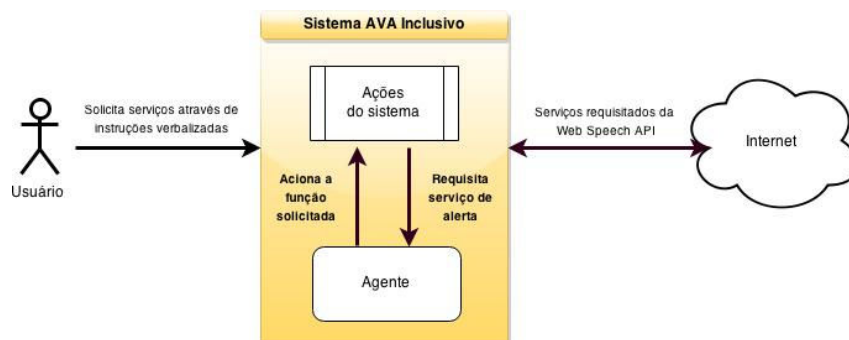 Sistema AVA Inclusivo
Ações
do sistema
Solicita serviços através de
instruções verbalizadas
Usuário
Aciona a
função
solicitada
Requisita
serviço de
alerta
Agente
Serviços requisitados da
Web Speech API
Internet